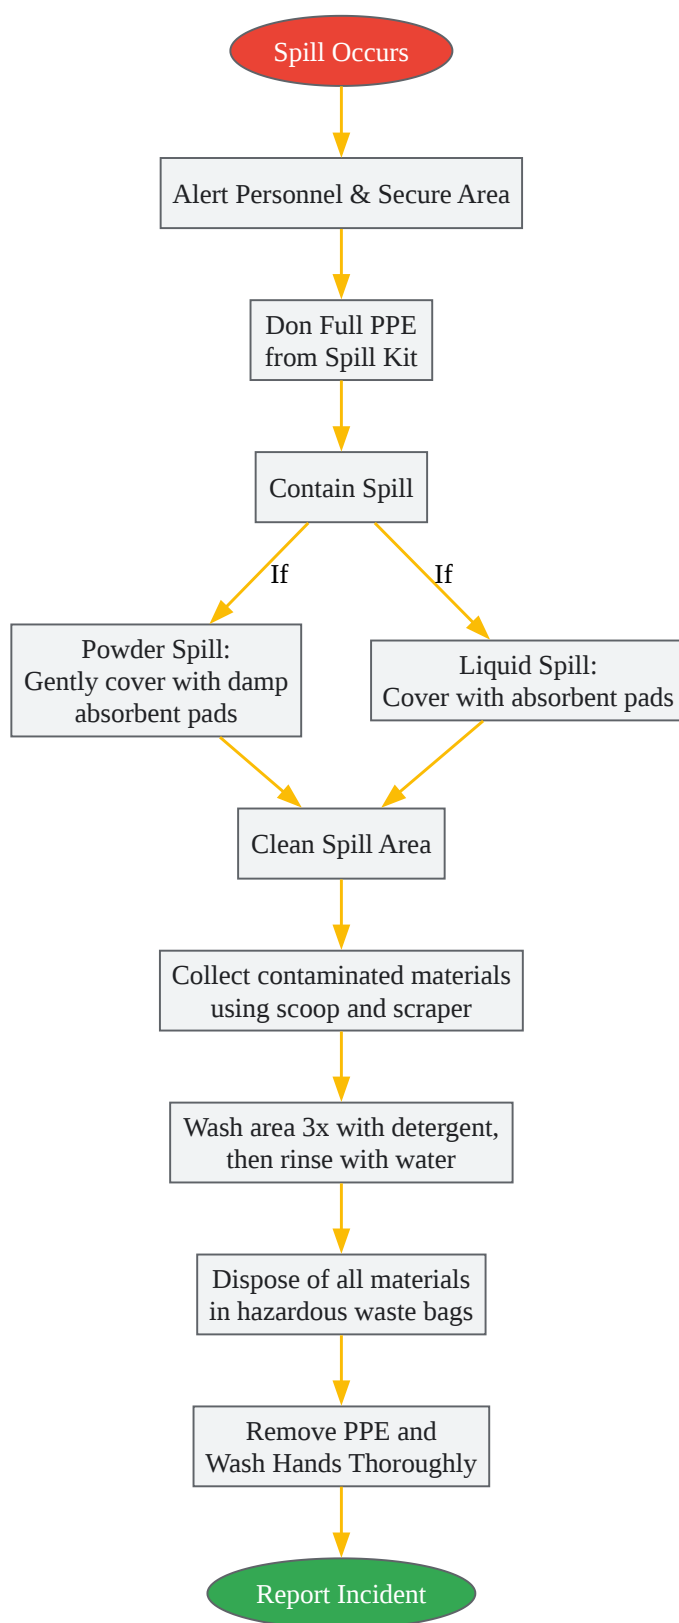 Spill Occurs
Alert Personnel & Secure Area
Don Full PPE
from Spill Kit
Contain Spill
If
If
Powder Spill:
Gently cover with damp
absorbent pads
Liquid Spill:
Cover with absorbent pads
Clean Spill Area
Collect contaminated materials
using scoop and scraper
Wash area 3x with detergent,
then rinse with water
Dispose of all materials
in hazardous waste bags
Remove PPE and
Wash Hands Thoroughly
Report Incident